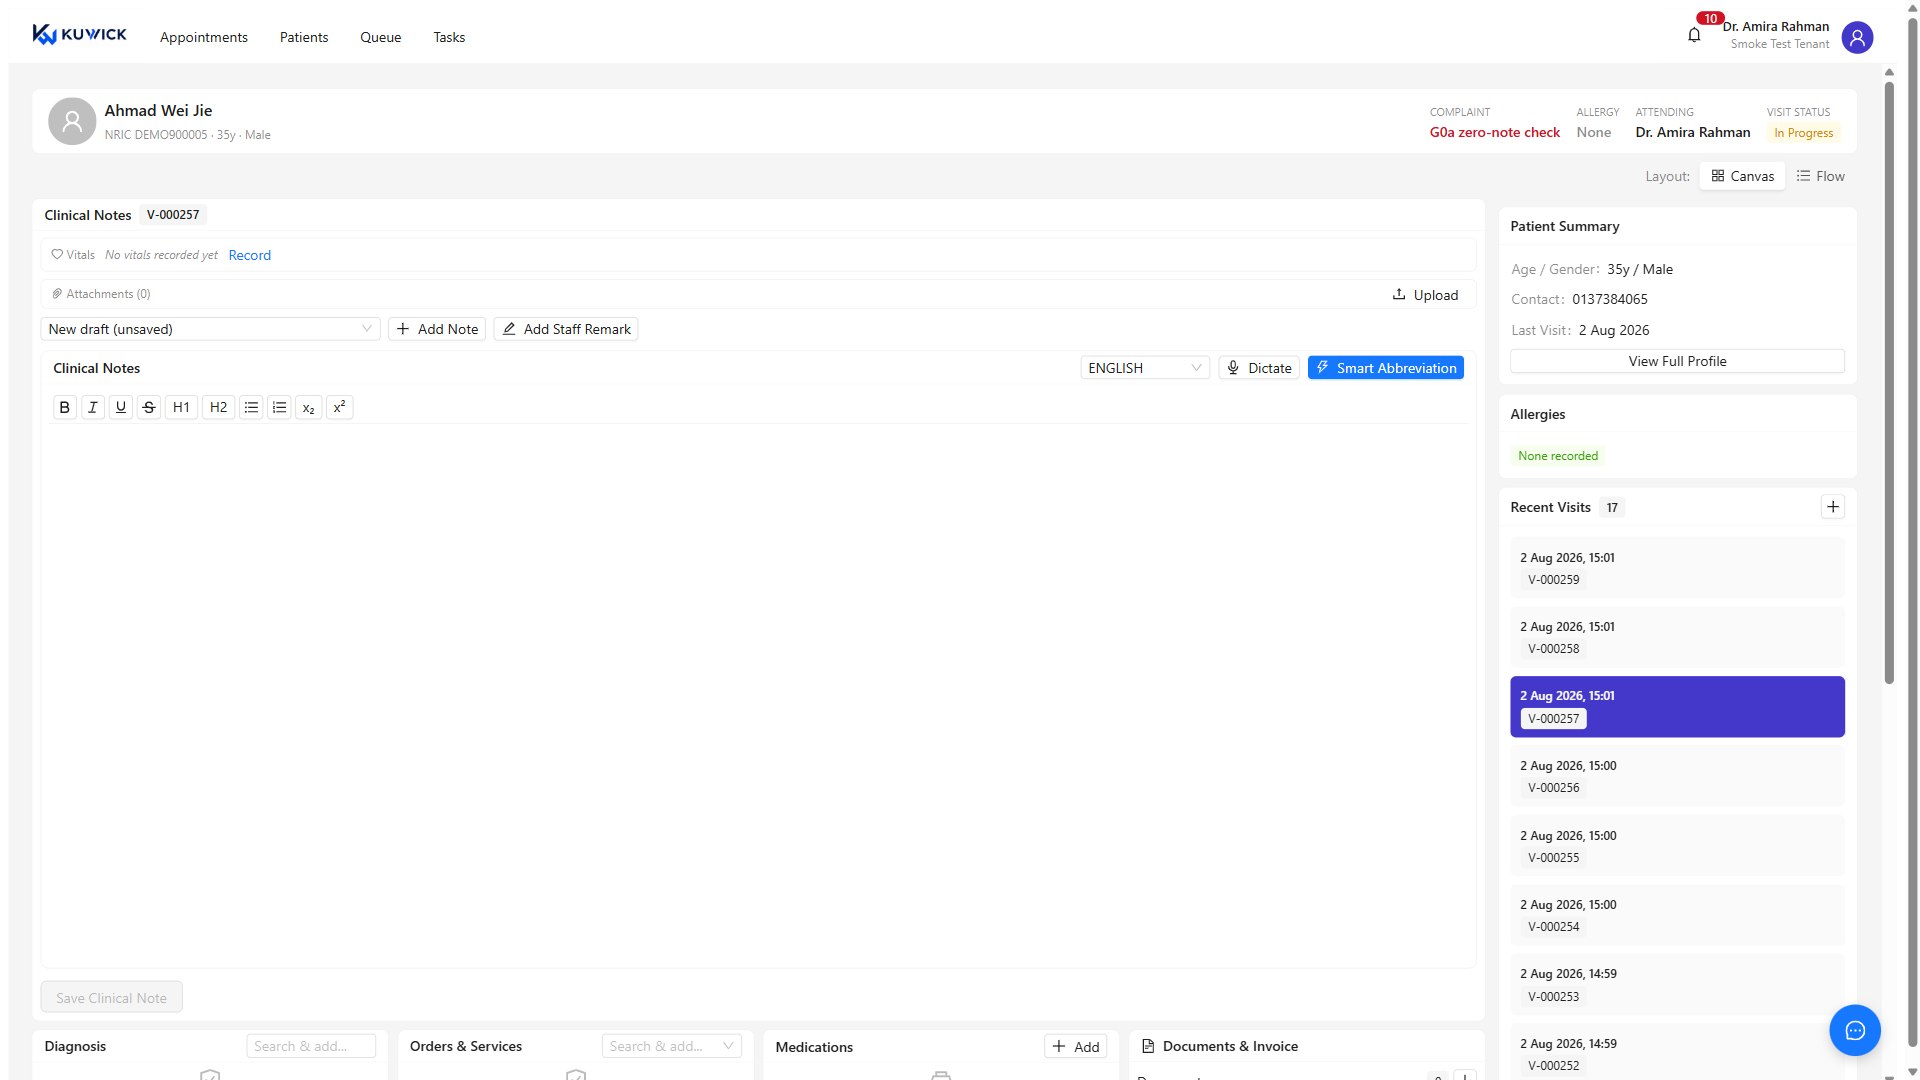 KUWICK
Appointments
Patients
Queue
Tasks
10
Dr. Amira Rahman
Smoke Test Tenant
Ahmad Wei Jie
NRIC DEMO900005 · 35y · Male
COMPLAINT
G0a zero-note check
ALLERGY
None
ATTENDING
Dr. Amira Rahman
VISIT STATUS
In Progress
Layout:
Canvas
Flow
Clinical Notes
V-000257
Vitals
No vitals recorded yet
Record
Attachments (0)
Upload
New draft (unsaved)
Add Note
Add Staff Remark
Clinical Notes
ENGLISH
Dictate
Smart Abbreviation
B
I
U
S
H1
H2
x₂
x²
Save Clinical Note
Diagnosis
Search & add...
Orders & Services
Search & add...
Medications
Add
Documents & Invoice
Patient Summary
Age / Gender: 35y / Male
Contact: 0137384065
Last Visit: 2 Aug 2026
View Full Profile
Allergies
None recorded
Recent Visits
17
2 Aug 2026, 15:01
V-000259
2 Aug 2026, 15:01
V-000258
2 Aug 2026, 15:01
V-000257
2 Aug 2026, 15:00
V-000256
2 Aug 2026, 15:00
V-000255
2 Aug 2026, 15:00
V-000254
2 Aug 2026, 14:59
V-000253
2 Aug 2026, 14:59
V-000252